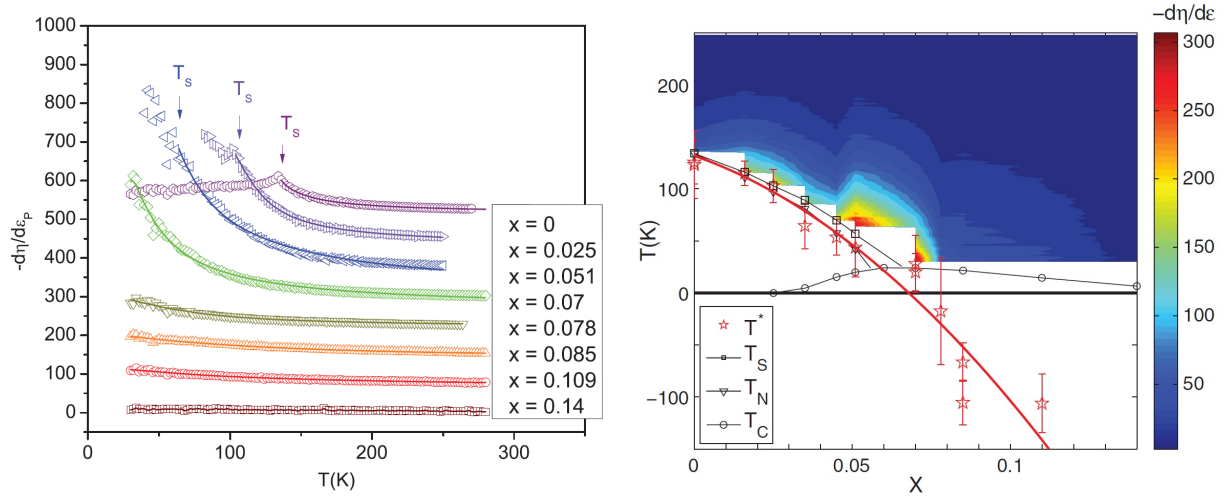 1000
900
800
700
600
500
400
300
200
100
0
-dη/dε_P
T_S
T_S
T_S
x = 0
x = 0.025
x = 0.051
x = 0.07
x = 0.078
x = 0.085
x = 0.109
x = 0.14
0
100
200
300
T(K)
200
100
0
−100
T(K)
T*
T_S
T_N
T_C
0
0.05
0.1
X
−dη/dε
300
250
200
150
100
50